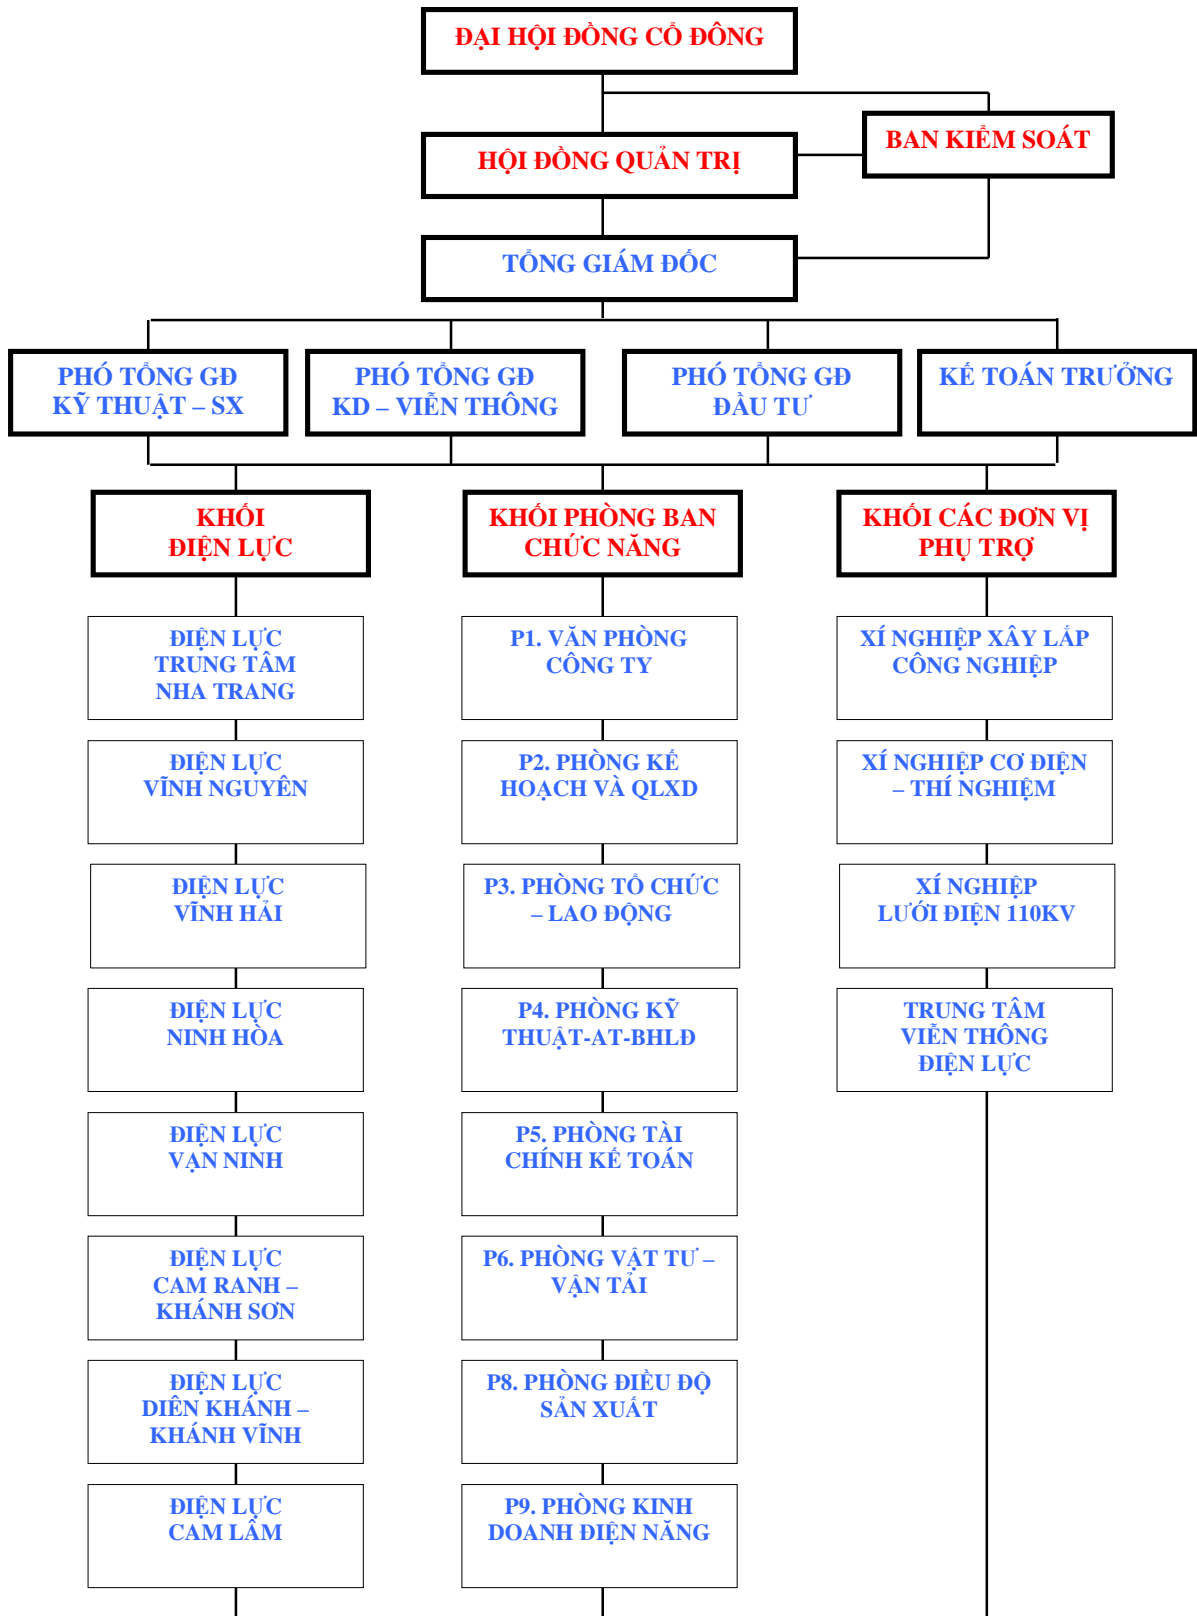 ĐẠI HỘI ĐỒNG CỔ ĐÔNG
BAN KIỂM SOÁT
HỘI ĐỒNG QUẢN TRỊ
TỔNG GIÁM ĐỐC
PHÓ TỔNG GĐ
KỸ THUẬT – SX
PHÓ TỔNG GĐ
KD – VIỄN THÔNG
PHÓ TỔNG GĐ
ĐẦU TƯ
KẾ TOÁN TRƯỞNG
KHỐI
ĐIỆN LỰC
KHỐI PHÒNG BAN
CHỨC NĂNG
KHỐI CÁC ĐƠN VỊ
PHỤ TRỢ
ĐIỆN LỰC
TRUNG TÂM
NHA TRANG
P1. VĂN PHÒNG
CÔNG TY
XÍ NGHIỆP XÂY LẮP
CÔNG NGHIỆP
ĐIỆN LỰC
VĨNH NGUYÊN
P2. PHÒNG KẾ
HOẠCH VÀ QLXD
XÍ NGHIỆP CƠ ĐIỆN
– THÍ NGHIỆM
ĐIỆN LỰC
VĨNH HẢI
P3. PHÒNG TỔ CHỨC
– LAO ĐỘNG
XÍ NGHIỆP
LƯỚI ĐIỆN 110KV
ĐIỆN LỰC
NINH HÒA
P4. PHÒNG KỸ
THUẬT-AT-BHLĐ
TRUNG TÂM
VIỄN THÔNG
ĐIỆN LỰC
ĐIỆN LỰC
VẠN NINH
P5. PHÒNG TÀI
CHÍNH KẾ TOÁN
ĐIỆN LỰC
CAM RANH –
KHÁNH SƠN
P6. PHÒNG VẬT TƯ –
VẬN TẢI
ĐIỆN LỰC
DIÊN KHÁNH –
KHÁNH VĨNH
P8. PHÒNG ĐIỀU ĐỘ
SẢN XUẤT
ĐIỆN LỰC
CAM LÂM
P9. PHÒNG KINH
DOANH ĐIỆN NĂNG